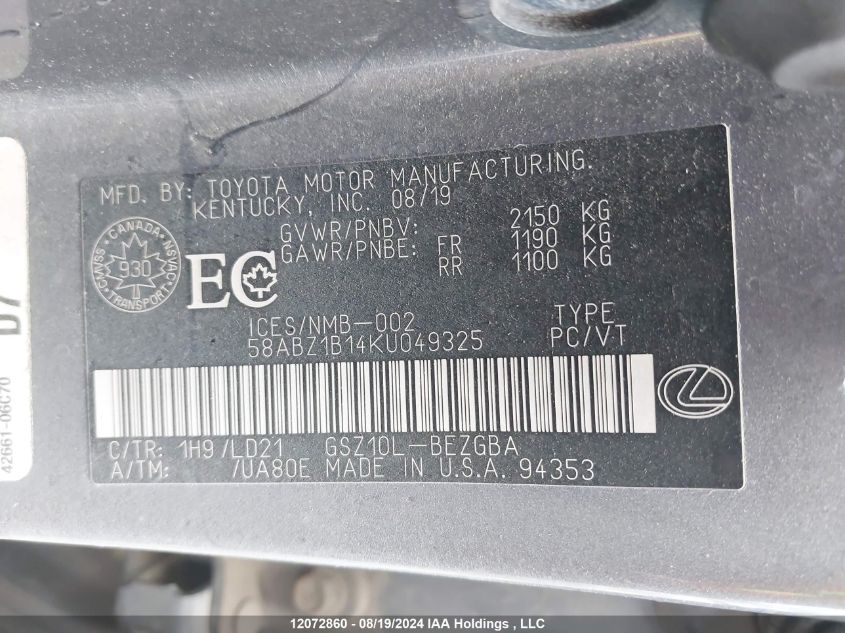 MFD. BY: TOYOTA MOTOR MANUFACTURING.
KENTUCKY, INC. 08/19
GVWR/PNBV: 2150 KG
GAWR/PNBE: FR 1190 KG
RR 1100 KG
CANADA
CMVSS NSVAC
930
TRANSPORT
EC
ICES/NMB-002
TYPE
58ABZ1B14KU049325
PC/VT
C/TR: 1H9 /LD21 GSZ10L-BEZGBA
A/TM: /UA80E MADE IN U.S.A. 94353
42661-06C70
12072860 - 08/19/2024 IAA Holdings , LLC